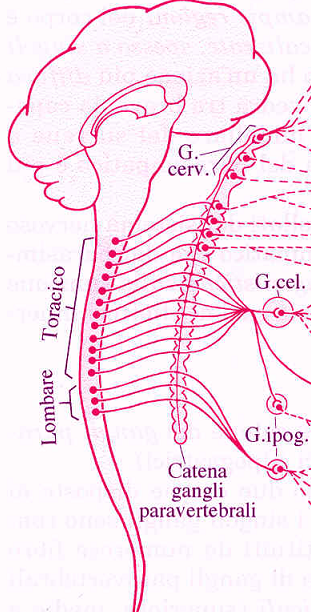 G.
cerv.
Toracico
G.cel.
Lombare
G.ipog.
Catena
gangli
paravertebrali